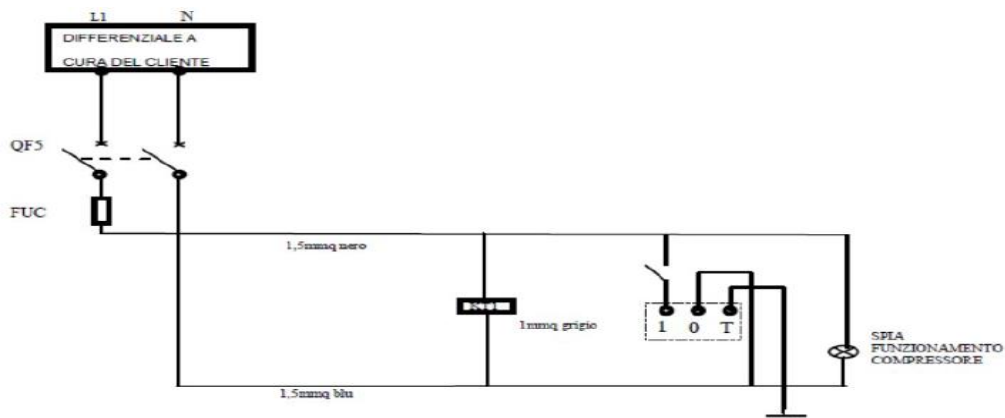 L1 N
DIFFERENZIALE A
CURA DEL CLIENTE
QF5
FUC
1,5mmq nero
1mmq grigio
1 0 T
SPIA
FUNZIONAMENTO
COMPRESSORE
1,5mmq blu